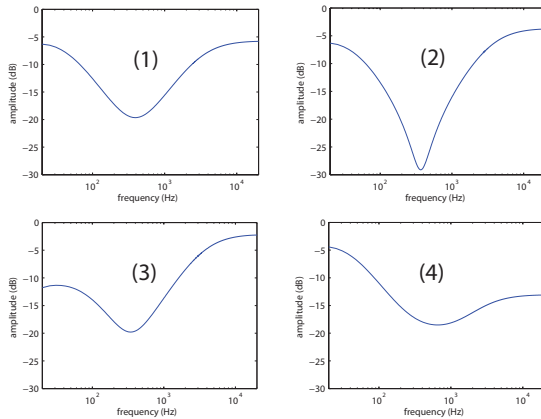 0
−5
−10
−15
−20
−25
−30
amplitude (dB)
(1)
10² 10³ 10⁴
frequency (Hz)
0
−5
−10
−15
−20
−25
−30
amplitude (dB)
(2)
10² 10³ 10⁴
frequency (Hz)
0
−5
−10
−15
−20
−25
−30
amplitude (dB)
(3)
10² 10³ 10⁴
frequency (Hz)
0
−5
−10
−15
−20
−25
−30
amplitude (dB)
(4)
10² 10³ 10⁴
frequency (Hz)